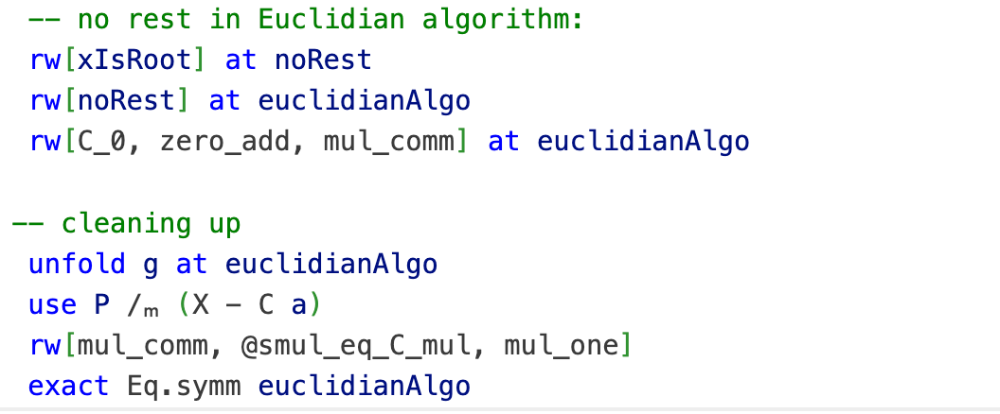 -- no rest in Euclidian algorithm:
rw[xIsRoot] at noRest
rw[noRest] at euclidianAlgo
rw[C_0, zero_add, mul_comm] at euclidianAlgo
-- cleaning up
unfold g at euclidianAlgo
use P /ₘ (X - C a)
rw[mul_comm, @smul_eq_C_mul, mul_one]
exact Eq.symm euclidianAlgo